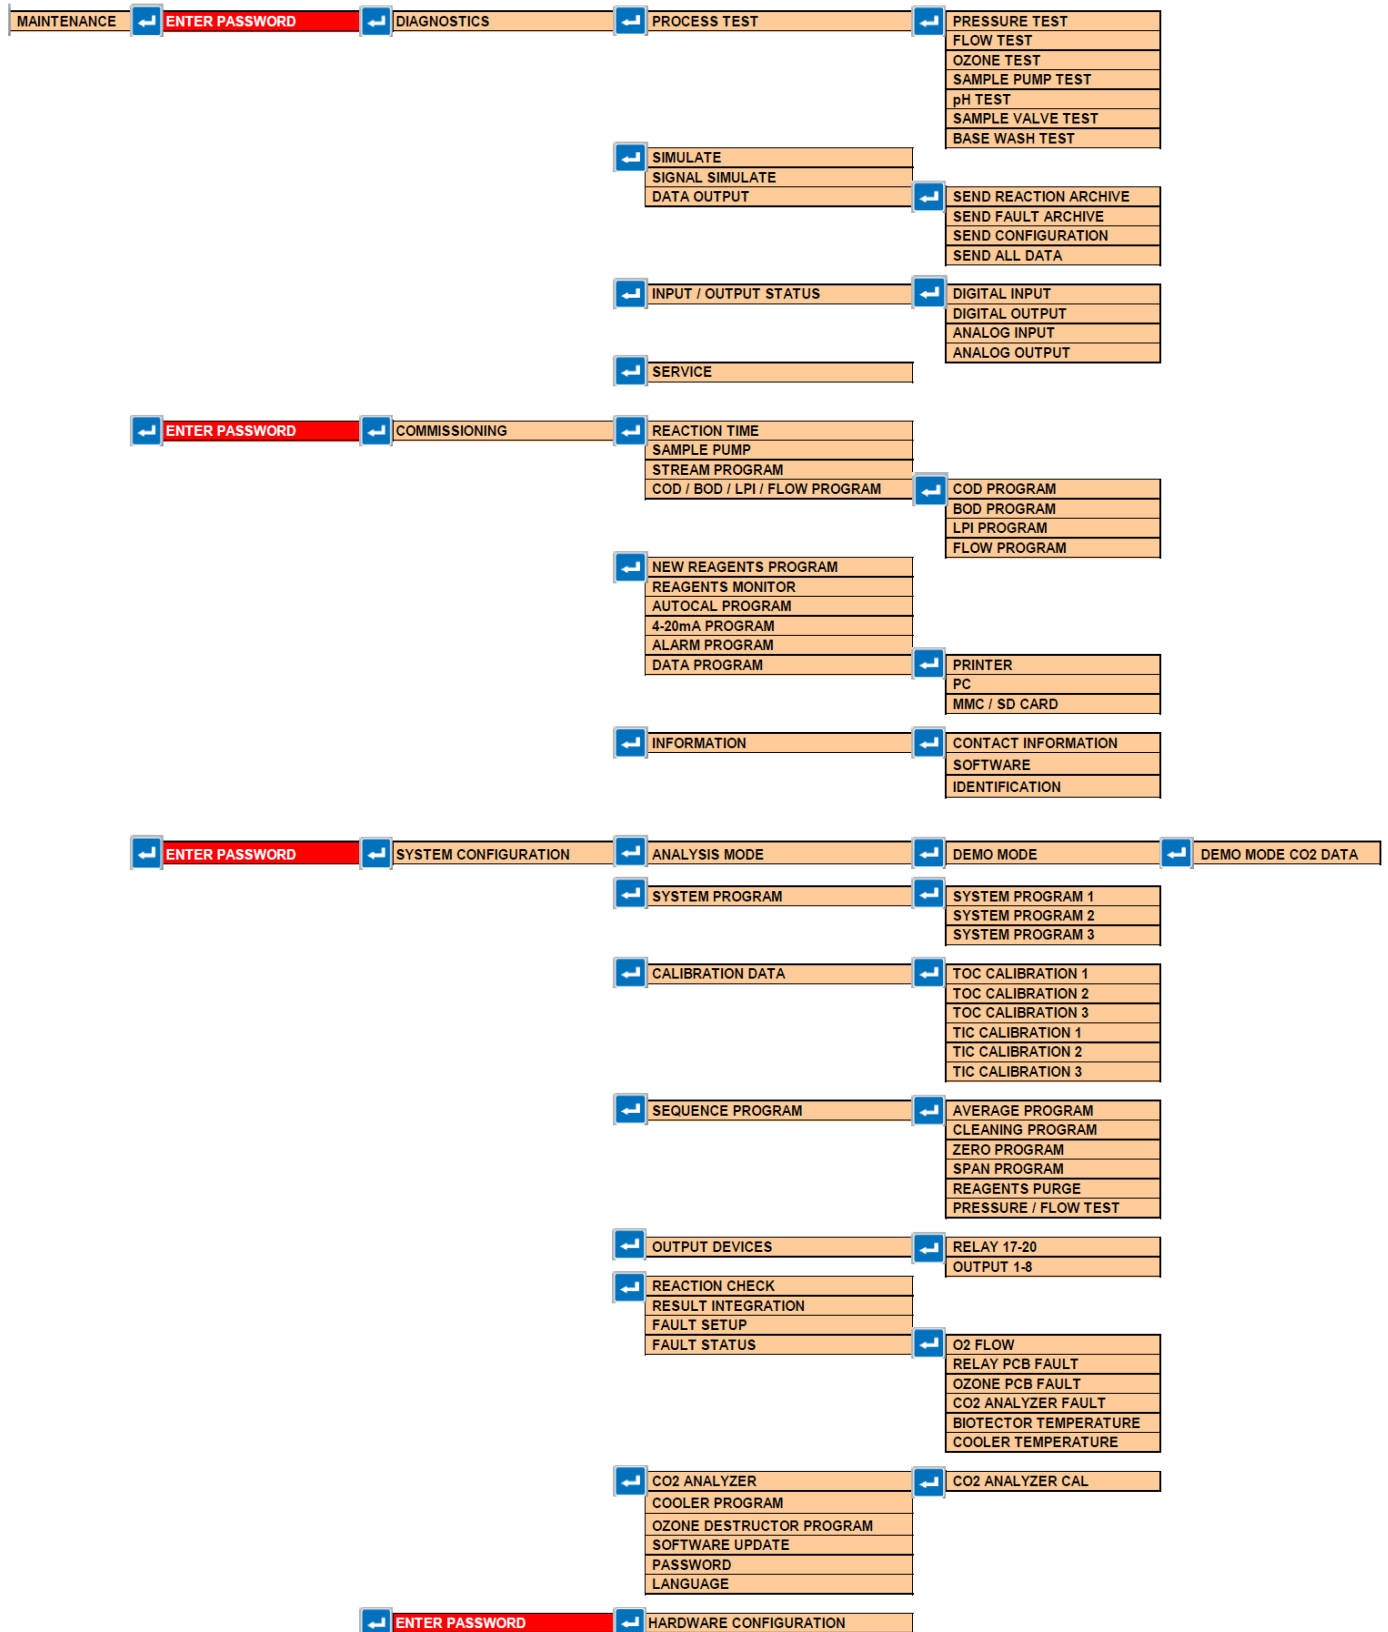 MAINTENANCE ENTER PASSWORD DIAGNOSTICS PROCESS TEST PRESSURE TEST
FLOW TEST
OZONE TEST
SAMPLE PUMP TEST
pH TEST
SAMPLE VALVE TEST
BASE WASH TEST
SIMULATE
SIGNAL SIMULATE
DATA OUTPUT SEND REACTION ARCHIVE
SEND FAULT ARCHIVE
SEND CONFIGURATION
SEND ALL DATA
INPUT / OUTPUT STATUS DIGITAL INPUT
DIGITAL OUTPUT
ANALOG INPUT
ANALOG OUTPUT
SERVICE
ENTER PASSWORD COMMISSIONING REACTION TIME
SAMPLE PUMP
STREAM PROGRAM
COD / BOD / LPI / FLOW PROGRAM COD PROGRAM
BOD PROGRAM
LPI PROGRAM
FLOW PROGRAM
NEW REAGENTS PROGRAM
REAGENTS MONITOR
AUTOCAL PROGRAM
4-20mA PROGRAM
ALARM PROGRAM
DATA PROGRAM PRINTER
PC
MMC / SD CARD
INFORMATION CONTACT INFORMATION
SOFTWARE
IDENTIFICATION
ENTER PASSWORD SYSTEM CONFIGURATION ANALYSIS MODE DEMO MODE DEMO MODE CO2 DATA
SYSTEM PROGRAM SYSTEM PROGRAM 1
SYSTEM PROGRAM 2
SYSTEM PROGRAM 3
CALIBRATION DATA TOC CALIBRATION 1
TOC CALIBRATION 2
TOC CALIBRATION 3
TIC CALIBRATION 1
TIC CALIBRATION 2
TIC CALIBRATION 3
SEQUENCE PROGRAM AVERAGE PROGRAM
CLEANING PROGRAM
ZERO PROGRAM
SPAN PROGRAM
REAGENTS PURGE
PRESSURE / FLOW TEST
OUTPUT DEVICES RELAY 17-20
OUTPUT 1-8
REACTION CHECK
RESULT INTEGRATION
FAULT SETUP
FAULT STATUS O2 FLOW
RELAY PCB FAULT
OZONE PCB FAULT
CO2 ANALYZER FAULT
BIOTECTOR TEMPERATURE
COOLER TEMPERATURE
CO2 ANALYZER CO2 ANALYZER CAL
COOLER PROGRAM
OZONE DESTRUCTOR PROGRAM
SOFTWARE UPDATE
PASSWORD
LANGUAGE
ENTER PASSWORD HARDWARE CONFIGURATION